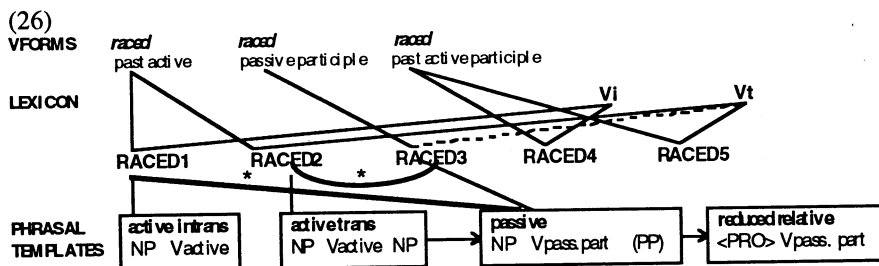 (26)
VFORMS raced raced raced
past active passive participle past active participle
LEXICON Vi Vt
RACED1 RACED2 RACED3 RACED4 RACED5
* *
PHRASAL TEMPLATES active intrans active trans passive reduced relative
NP Vactive NP Vactive NP NP Vpass.part (PP) <PRO> Vpass. part